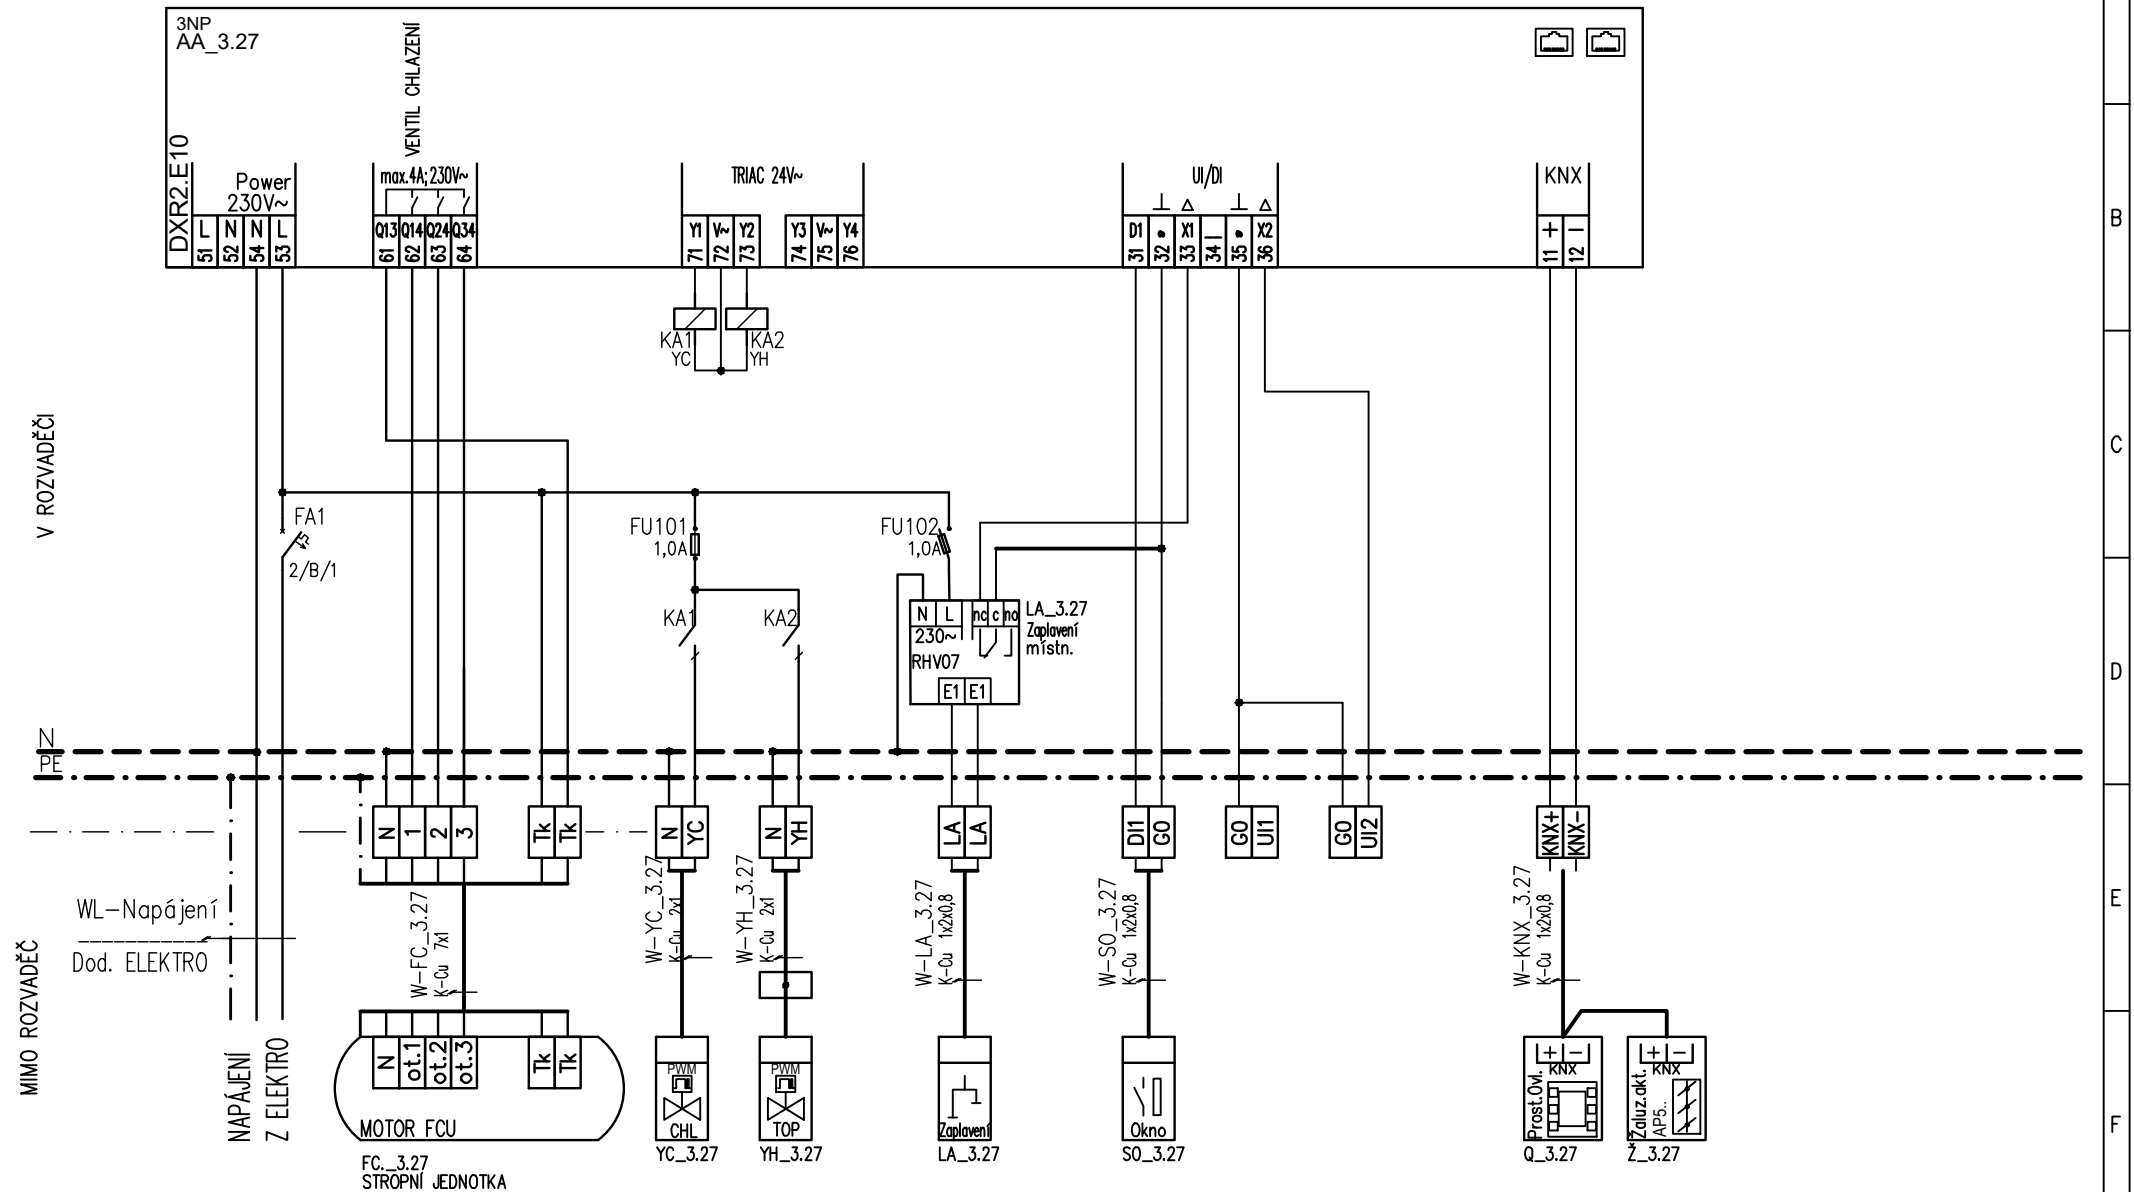 3NP
AA_3.27
VENTIL CHLAZENÍ
DXR2.E10
Power
230V~
max.4A;230V~
TRIAC 24V~
UI/DI
KNX
L N N L
51 52 54 53
Q13 Q14 Q24 Q34
61 62 63 64
Y1 V~ Y2
71 72 73
Y3 V~ Y4
74 75 76
D1 X1 X2
31 32 33 34 35 36
+ −
11 12
B
KA1
YC
KA2
YH
V ROZVADĚČI
C
FA1
2/B/1
FU101
1,0A
FU102
1,0A
KA1
KA2
N L nc c no
230~
RHV07
E1 E1
LA_3.27
Zaplavení
místn.
D
N
PE
N 1 2 3
Tk Tk
N YC
N YH
LA LA
DI1 GO
GO UI1
GO UI2
KNX+ KNX-
WL-Napájení
Dod. ELEKTRO
W-FC_3.27
K-Cu 7x1
W-YC_3.27
K-Cu 2x1
W-YH_3.27
K-Cu 2x1
W-LA_3.27
K-Cu 1x2x0,8
W-SO_3.27
K-Cu 1x2x0,8
W-KNX_3.27
K-Cu 1x2x0,8
E
MIMO ROZVADĚČ
NAPÁJENÍ
Z ELEKTRO
N ot.1 ot.2 ot.3
Tk Tk
MOTOR FCU
FC._3.27
STROPNÍ JEDNOTKA
PWM
CHL
YC_3.27
PWM
TOP
YH_3.27
Zaplavení
LA_3.27
Okno
SO_3.27
+ −
KNX
Prost.Ovl.
Q_3.27
+ −
KNX
Žaluz.akt.
AP5..
Ž_3.27
F